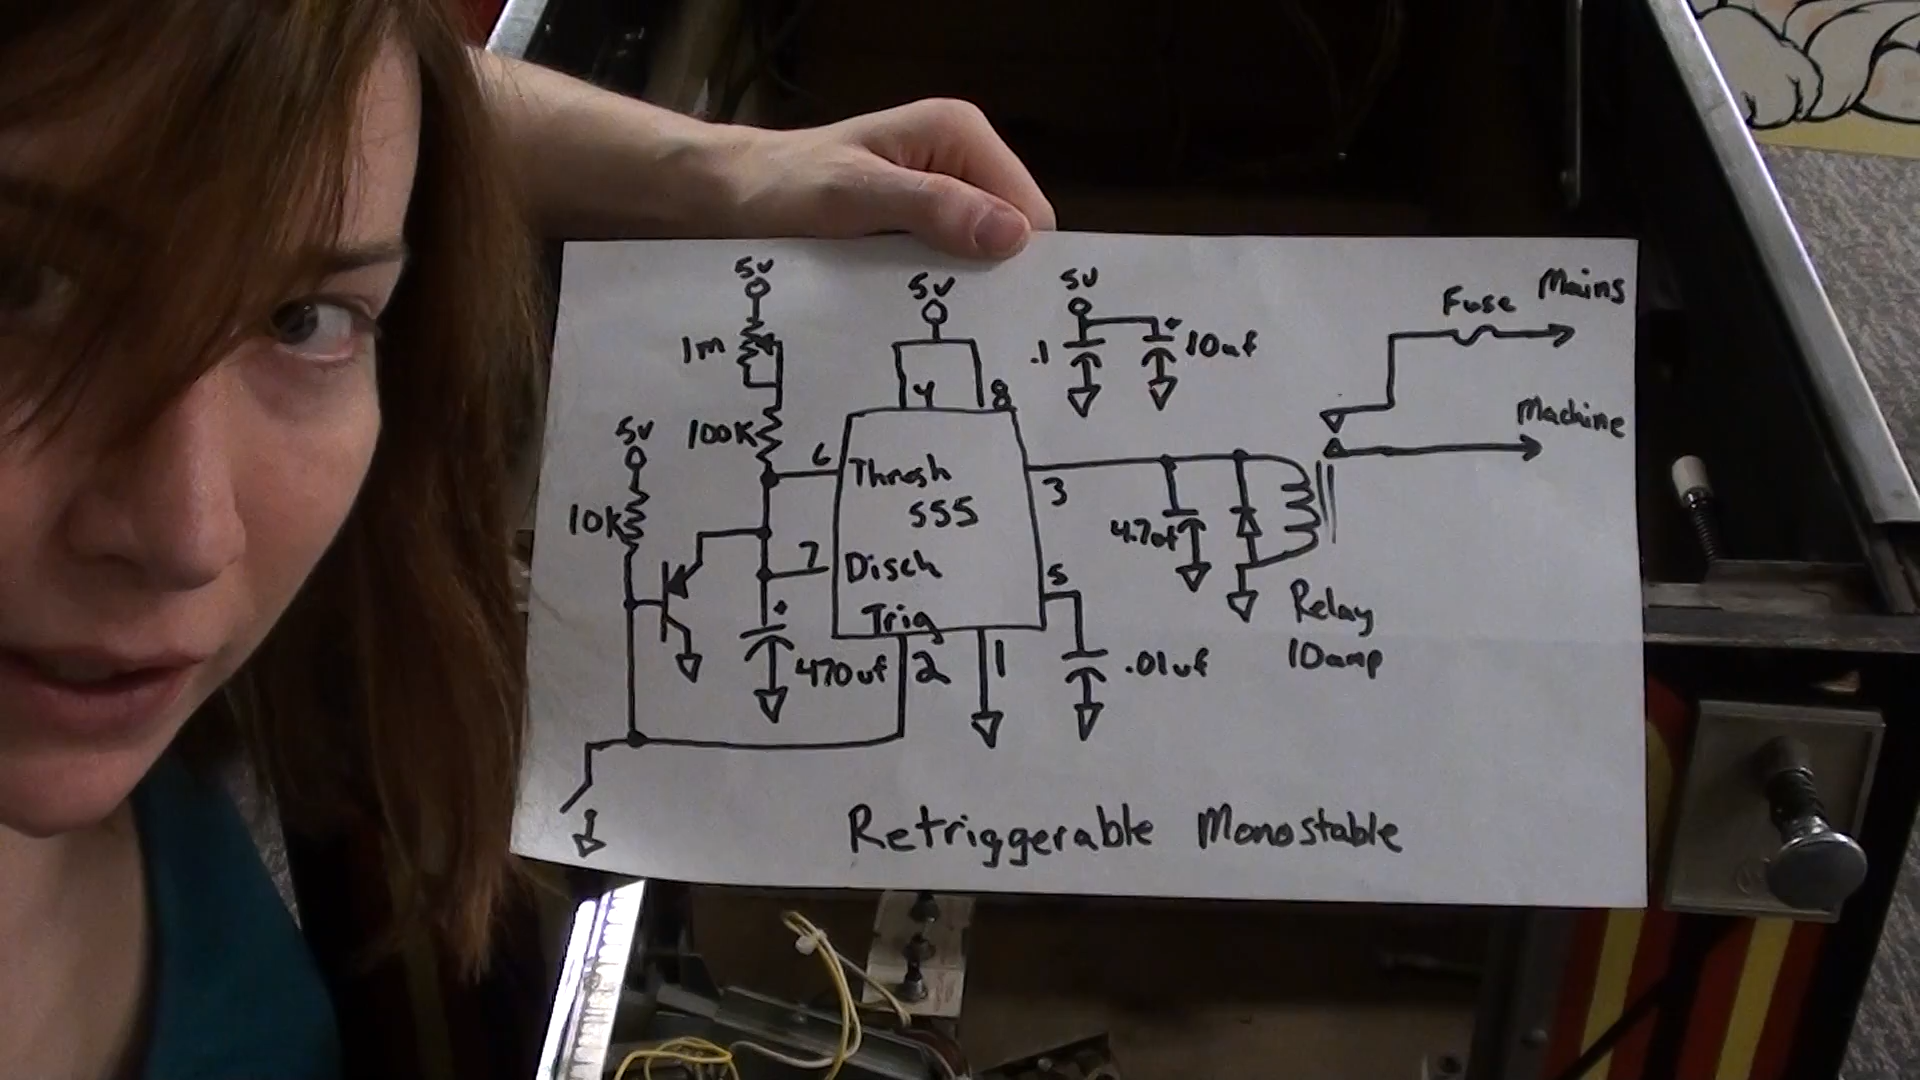 5v
1m
100K
5v
10K
5v
4
8
5v
.1
10uf
Fuse
Mains
Machine
6
Thresh
555
7
Disch
Trig
470uf
2
1
3
5
.01uf
4.7uf
Relay
10amp
Retriggerable Monostable